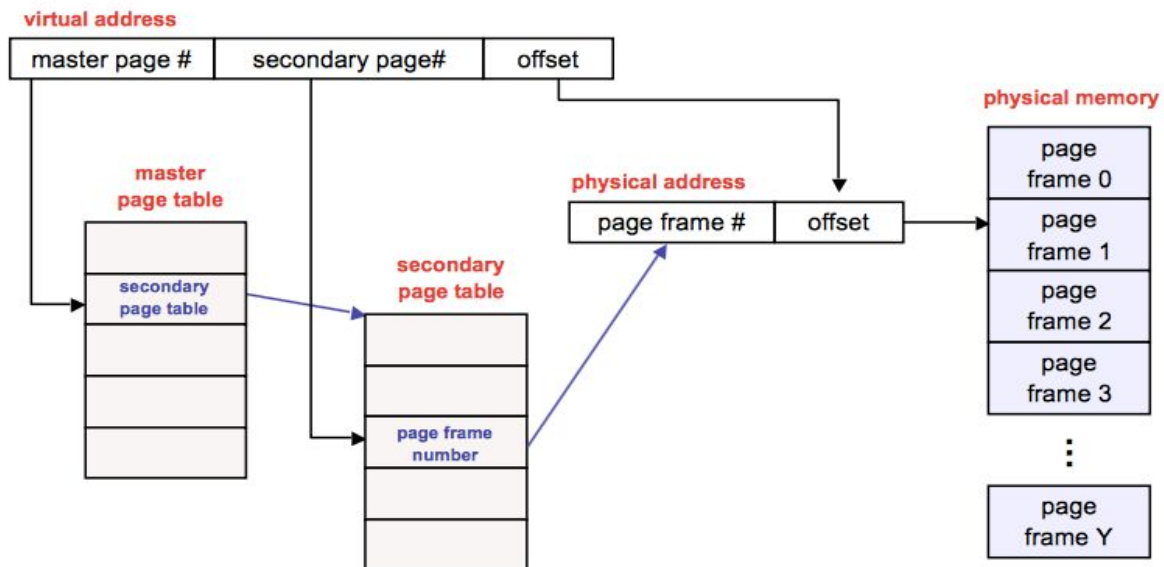 virtual address
master page #
secondary page#
offset
physical memory
page
frame 0
master
page table
physical address
page frame #
offset
page
frame 1
secondary
page table
secondary
page table
page
frame 2
page
frame 3
page frame
number
page
frame Y